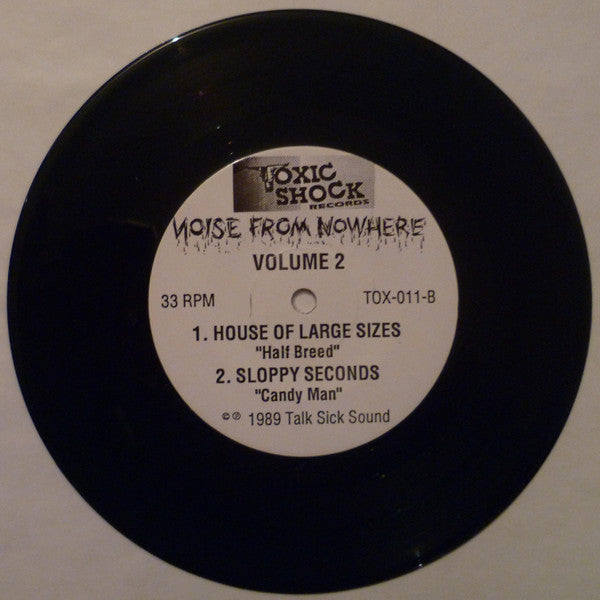 TOXIC
SHOCK
RECORDS
NOISE FROM NOWHERE
VOLUME 2
33 RPM
TOX-011-B
1. HOUSE OF LARGE SIZES
"Half Breed"
2. SLOPPY SECONDS
"Candy Man"
© ℗ 1989 Talk Sick Sound